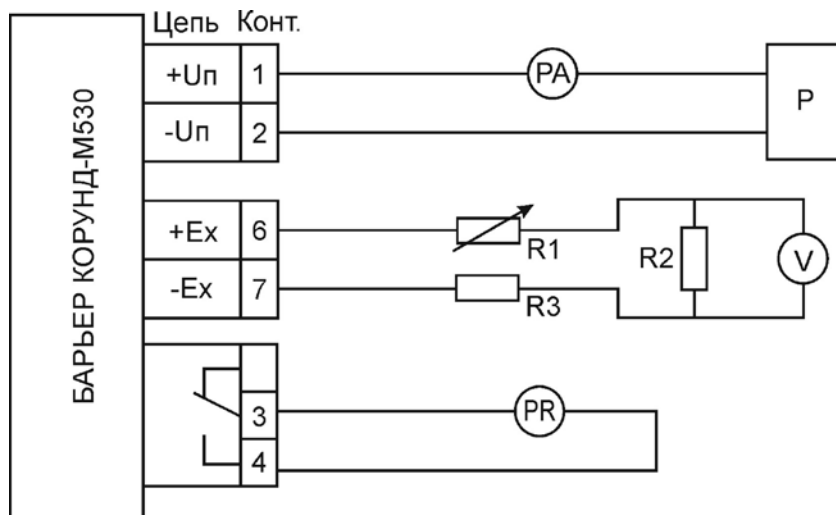 Цепь Конт.
+Uп 1
PA
P
-Uп 2
БАРЬЕР КОРУНД-М530
+Ex 6
R1
R2
V
-Ex 7
R3
3
PR
4